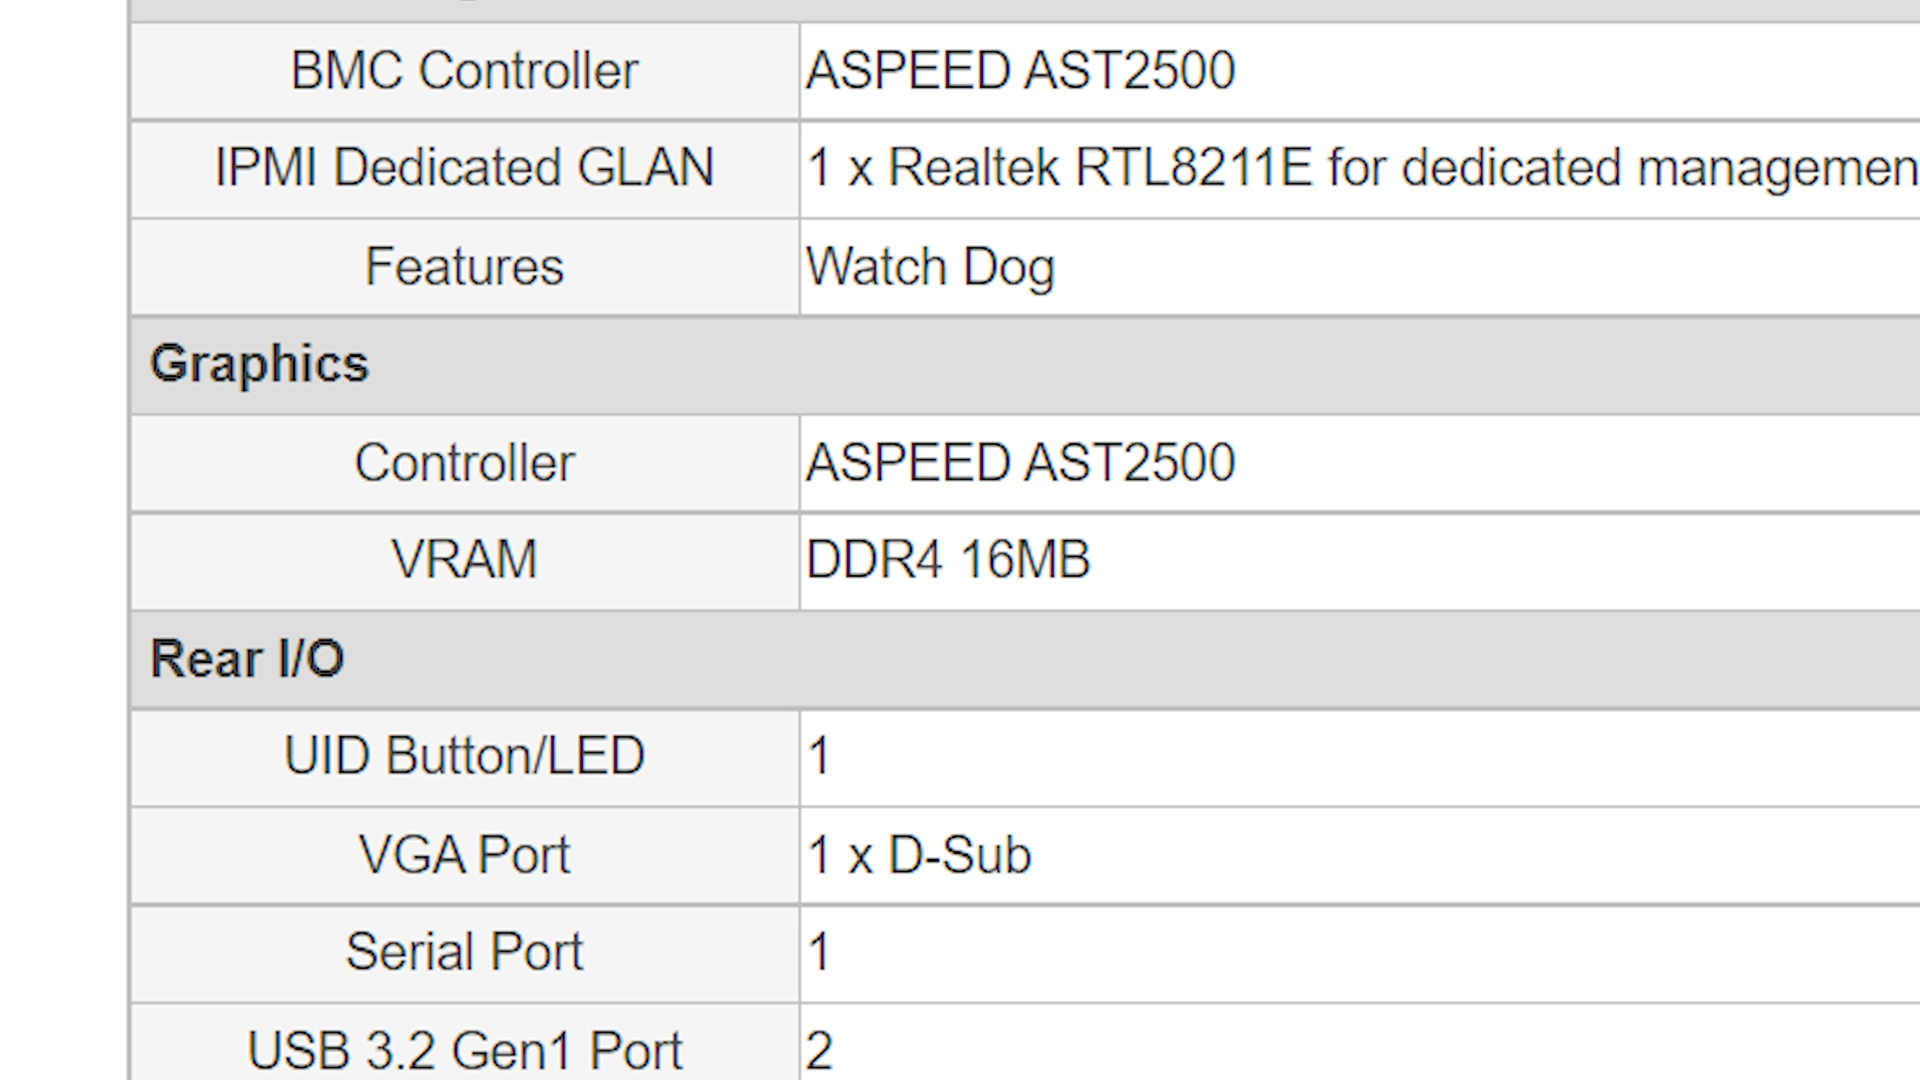 BMC Controller ASPEED AST2500
IPMI Dedicated GLAN 1 x Realtek RTL8211E for dedicated managemen
Features Watch Dog
Graphics
Controller ASPEED AST2500
VRAM DDR4 16MB
Rear I/O
UID Button/LED 1
VGA Port 1 x D-Sub
Serial Port 1
USB 3.2 Gen1 Port 2